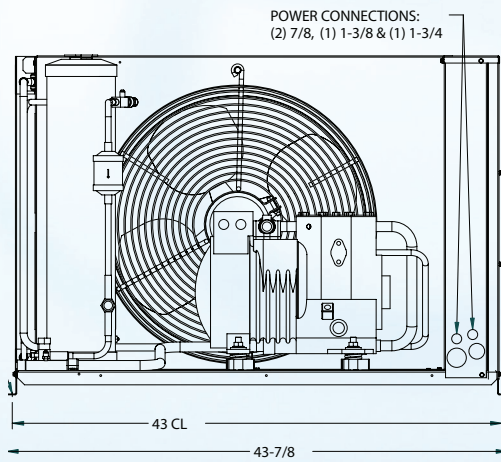 POWER CONNECTIONS:
(2) 7/8, (1) 1-3/8 & (1) 1-3/4
43 CL
43-7/8